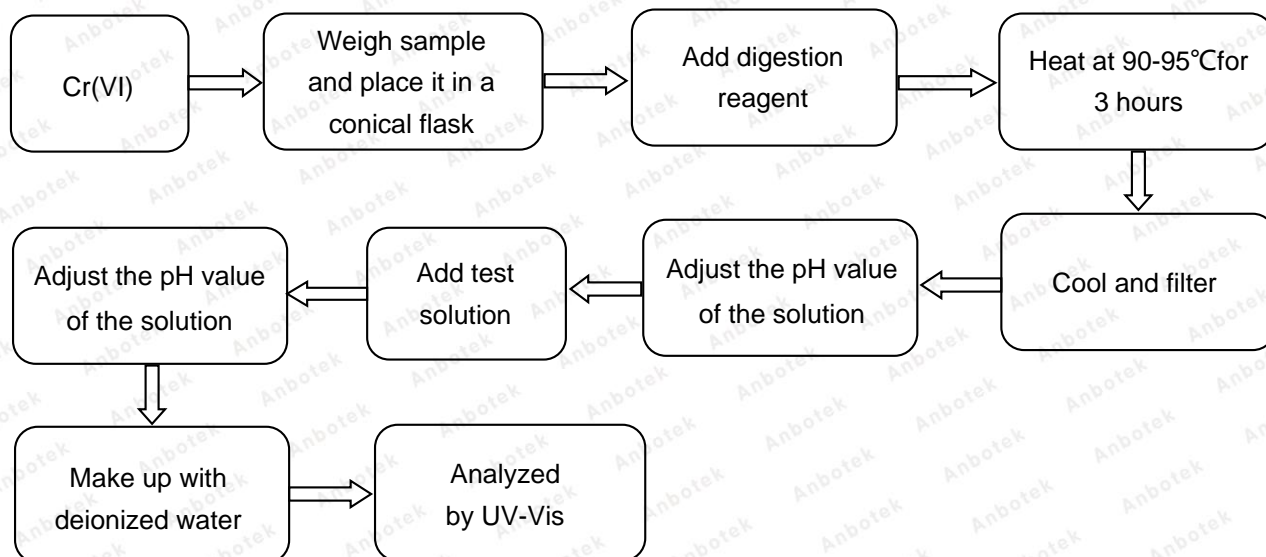 Cr(VI)
Weigh sample
and place it in a
conical flask
Add digestion
reagent
Heat at 90-95℃for
3 hours
Cool and filter
Adjust the pH value
of the solution
Add test
solution
Adjust the pH value
of the solution
Make up with
deionized water
Analyzed
by UV-Vis
Anbotek